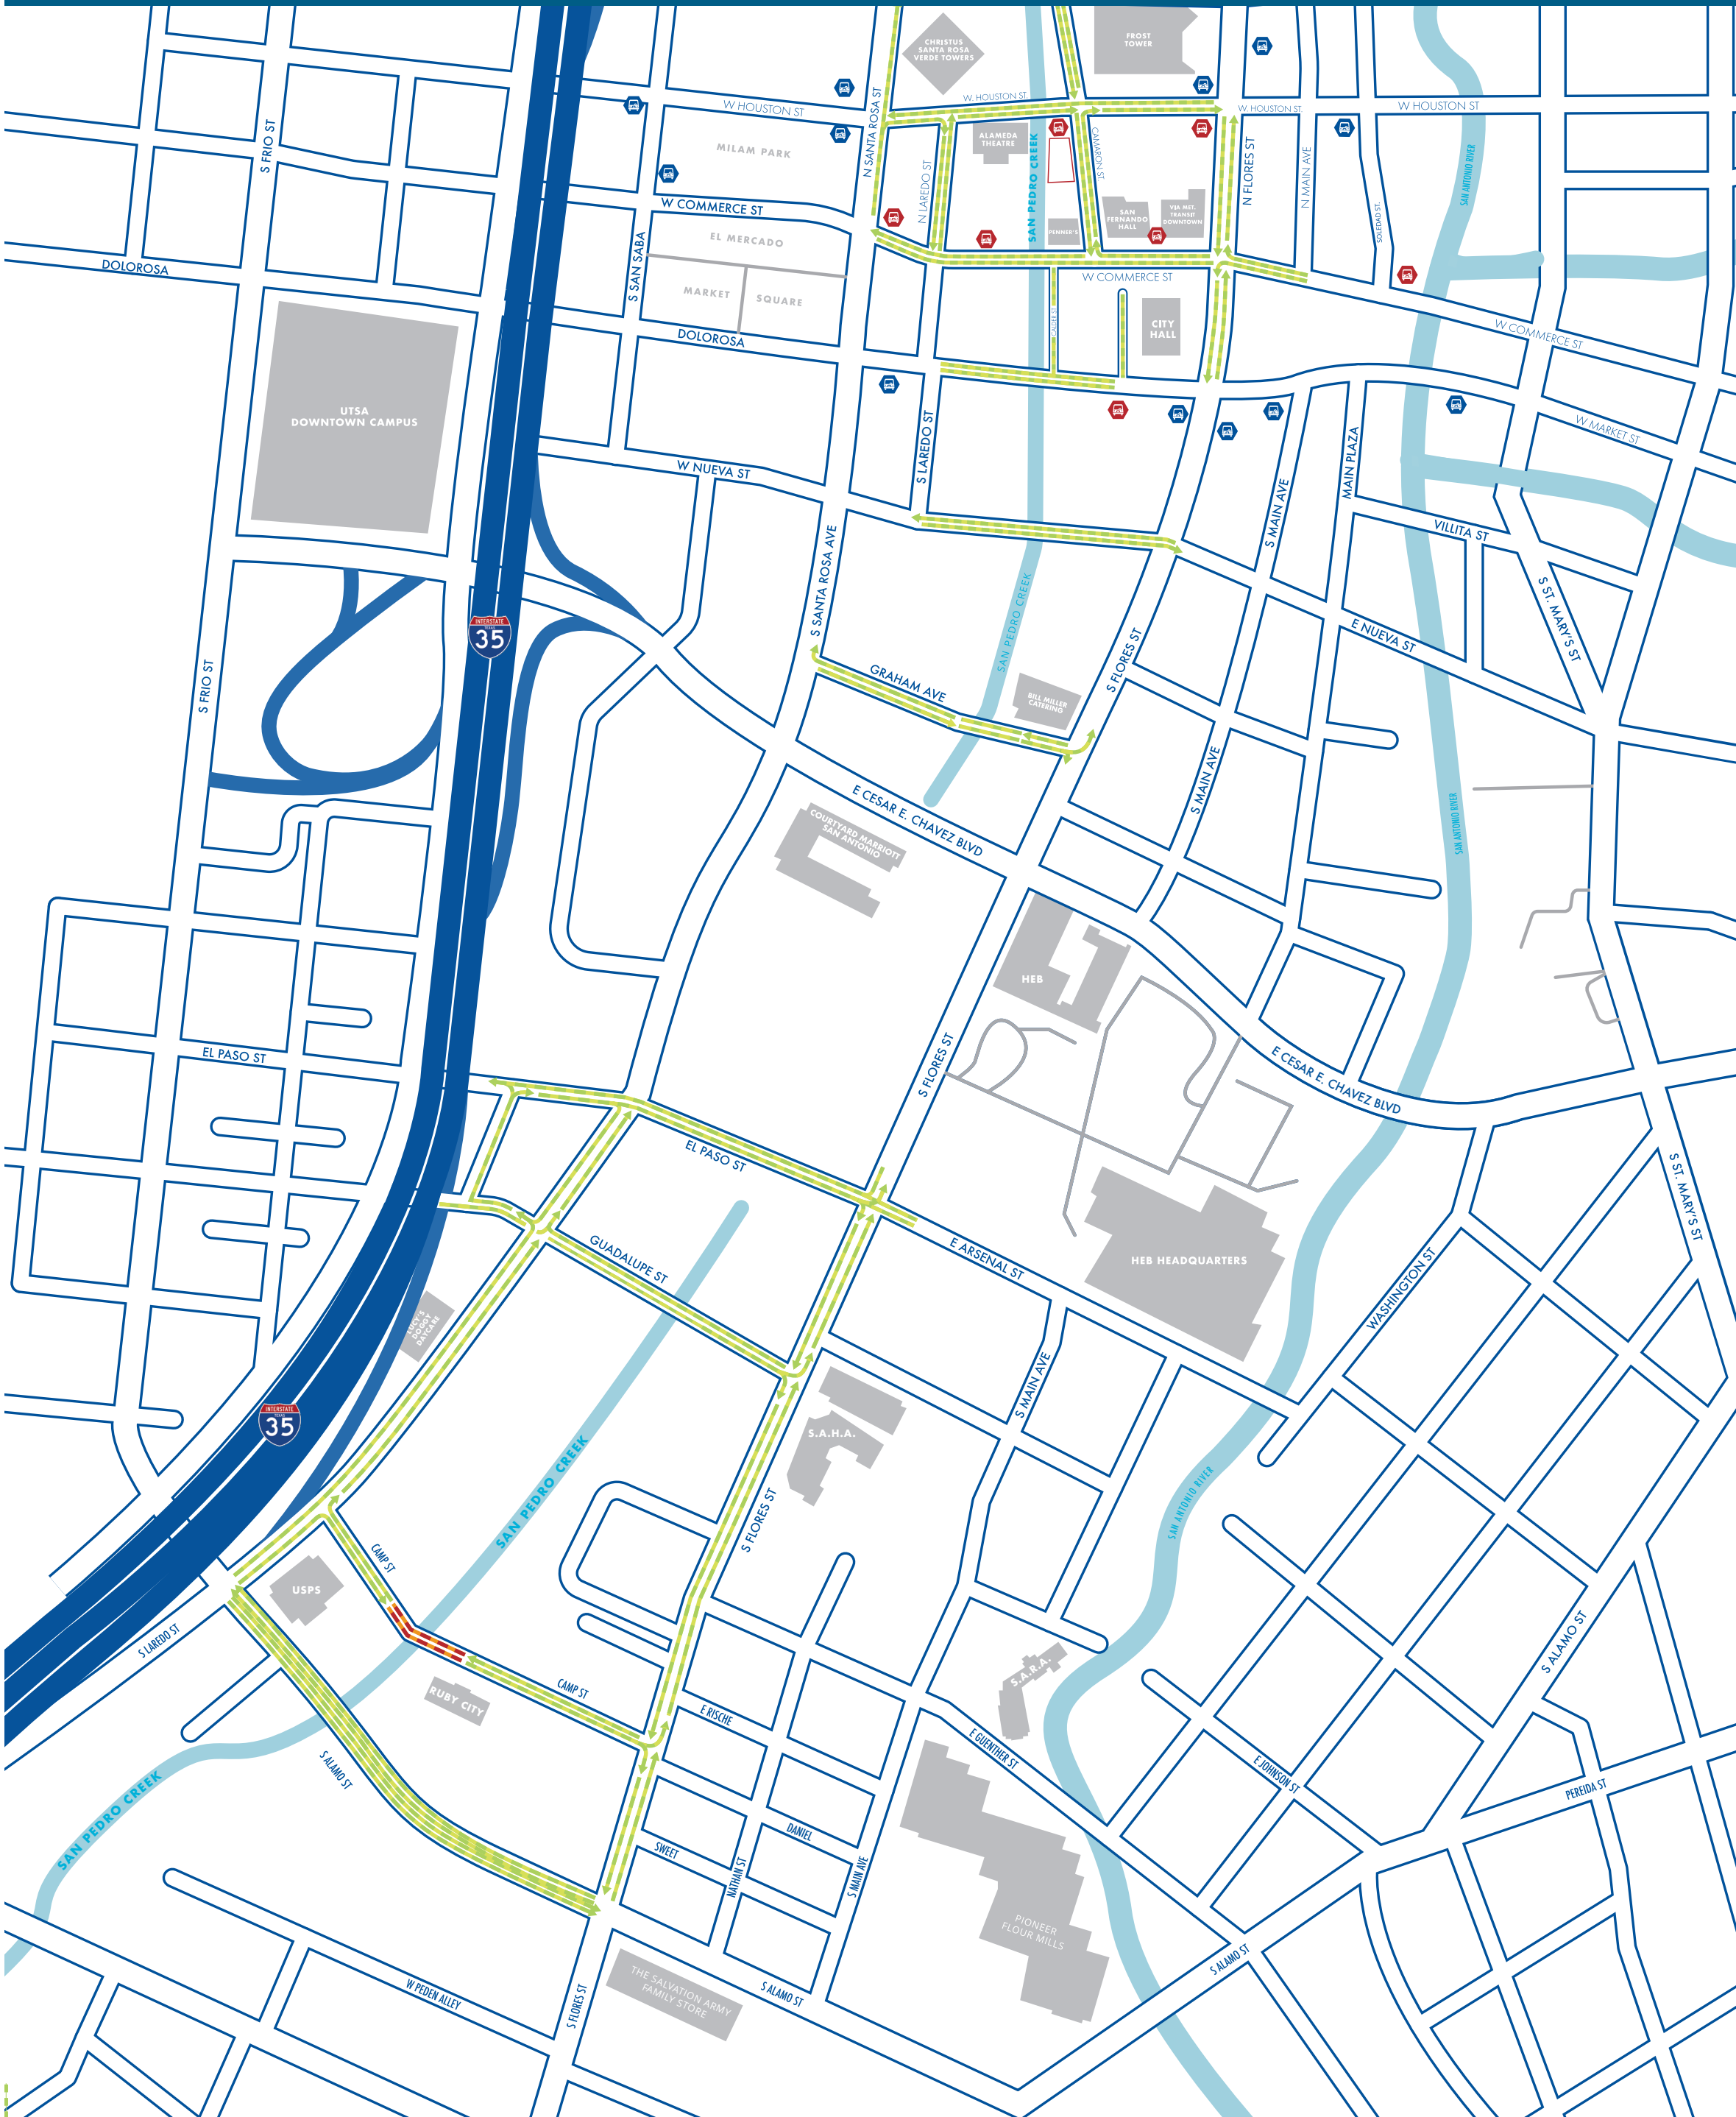 CHRISTUS
SANTA ROSA
VERDE TOWERS
FROST
TOWER
W HOUSTON ST
N SANTA ROSA ST
W. HOUSTON ST.
W. HOUSTON ST.
W HOUSTON ST
S FRIO ST
MILAM PARK
ALAMEDA
THEATRE
CAMARON ST
N LAREDO ST
SAN PEDRO CREEK
N FLORES ST
N MAIN AVE
SOLEDAD ST.
SAN ANTONIO RIVER
W COMMERCE ST
SAN
FERNANDO
HALL
VIA MET.
TRANSIT
DOWNTOWN
PENNER'S
EL MERCADO
DOLOROSA
S SAN SABA
MARKET
SQUARE
W COMMERCE ST
CITY
HALL
W COMMERCE ST
DOLOROSA
UTSA
DOWNTOWN CAMPUS
S LAREDO ST
W NUEVA ST
MAIN PLAZA
W MARKET ST
S MAIN AVE
VILLITA ST
S SANTA ROSA AVE
SAN PEDRO CREEK
S ST. MARY'S ST
INTERSTATE
TEXAS
35
E NUEVA ST
S FRIO ST
GRAHAM AVE
S FLORES ST
BILL MILLER
CATERING
S MAIN AVE
E CESAR E. CHAVEZ BLVD
COURTYARD MARRIOTT
SAN ANTONIO
SAN ANTONIO RIVER
HEB
EL PASO ST
S FLORES ST
E CESAR E. CHAVEZ BLVD
EL PASO ST
S ST. MARY'S ST
GUADALUPE ST
E ARSENAL ST
HEB HEADQUARTERS
WASHINGTON ST
LUCY'S
DOGGY
DAYCARE
S MAIN AVE
INTERSTATE
TEXAS
35
S.A.H.A.
SAN PEDRO CREEK
S FLORES ST
SAN ANTONIO RIVER
CAMP ST
USPS
S LAREDO ST
RUBY CITY
CAMP ST
S.A.R.A.
S ALAMO ST
E RISCHE
E GUENTHER ST
S ALAMO ST
E JOHNSON ST
PEREIDA ST
SAN PEDRO CREEK
SWEET
DANIEL
NATHAN ST
S MAIN AVE
PIONEER
FLOUR MILLS
S ALAMO ST
W PEDEN ALLEY
S FLORES ST
THE SALVATION ARMY
FAMILY STORE
S ALAMO ST